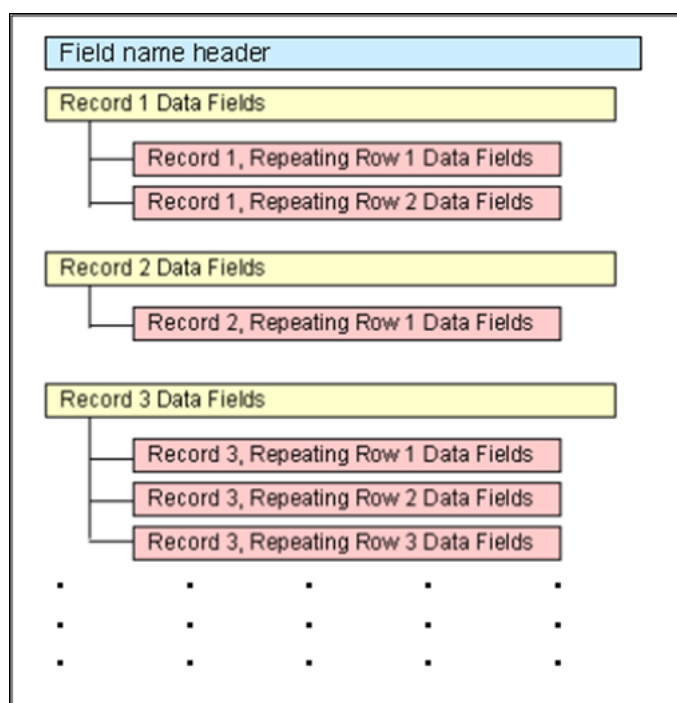 Field name header
Record 1 Data Fields
Record 1, Repeating Row 1 Data Fields
Record 1, Repeating Row 2 Data Fields
Record 2 Data Fields
Record 2, Repeating Row 1 Data Fields
Record 3 Data Fields
Record 3, Repeating Row 1 Data Fields
Record 3, Repeating Row 2 Data Fields
Record 3, Repeating Row 3 Data Fields